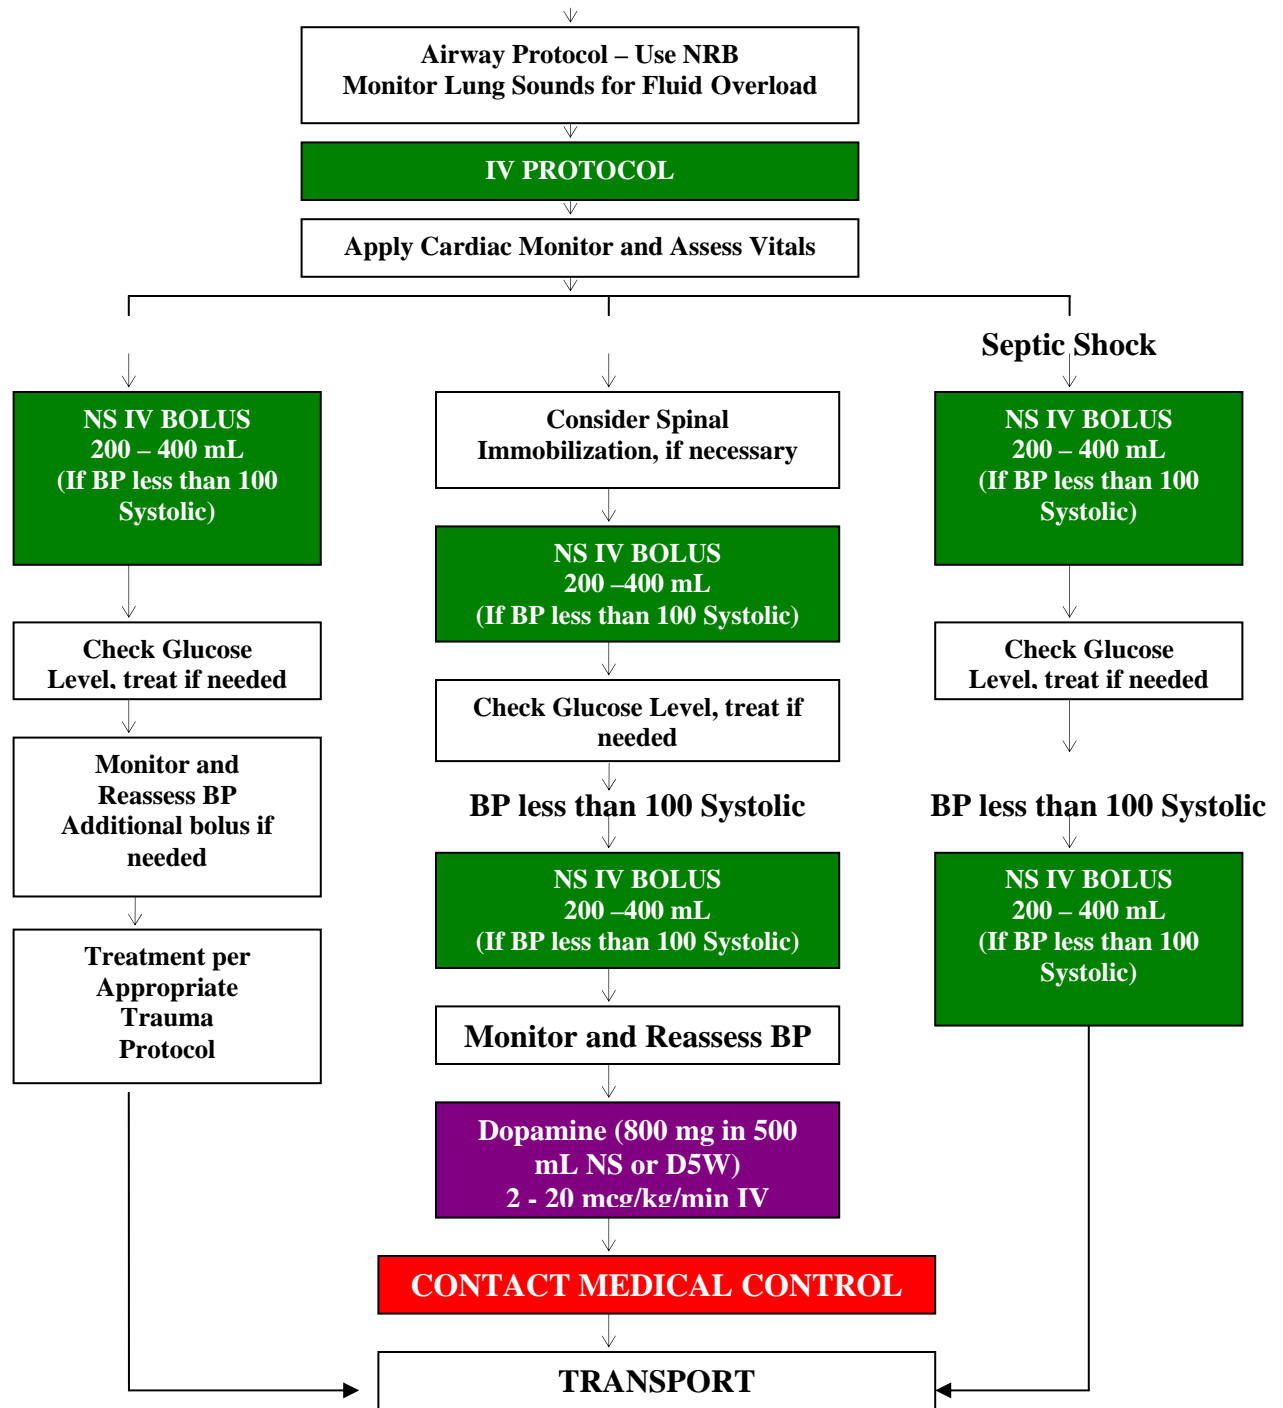 Airway Protocol – Use NRB
Monitor Lung Sounds for Fluid Overload
IV PROTOCOL
Apply Cardiac Monitor and Assess Vitals
NS IV BOLUS
200 – 400 mL
(If BP less than 100
Systolic)
Check Glucose
Level, treat if needed
Monitor and
Reassess BP
Additional bolus if
needed
Treatment per
Appropriate
Trauma
Protocol
Consider Spinal
Immobilization, if necessary
NS IV BOLUS
200 –400 mL
(If BP less than 100 Systolic)
Check Glucose Level, treat if
needed
BP less than 100 Systolic
NS IV BOLUS
200 –400 mL
(If BP less than 100 Systolic)
Monitor and Reassess BP
Dopamine (800 mg in 500
mL NS or D5W)
2 - 20 mcg/kg/min IV
Septic Shock
NS IV BOLUS
200 – 400 mL
(If BP less than 100
Systolic)
Check Glucose
Level, treat if needed
BP less than 100 Systolic
NS IV BOLUS
200 – 400 mL
(If BP less than 100
Systolic)
CONTACT MEDICAL CONTROL
TRANSPORT